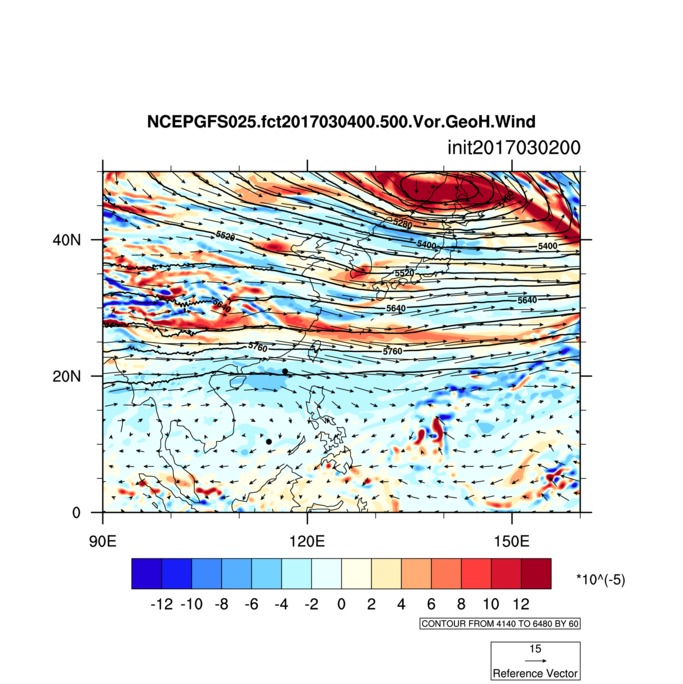 NCEPGFS025.fct2017030400.500.Vor.GeoH.Wind
init2017030200
5280
5520
5400
5400
40N
5520
5640
5640
5640
5760
5760
20N
0
90E 120E 150E
-12 -10 -8 -6 -4 -2 0 2 4 6 8 10 12
*10^(-5)
CONTOUR FROM 4140 TO 6480 BY 60
15
Reference Vector